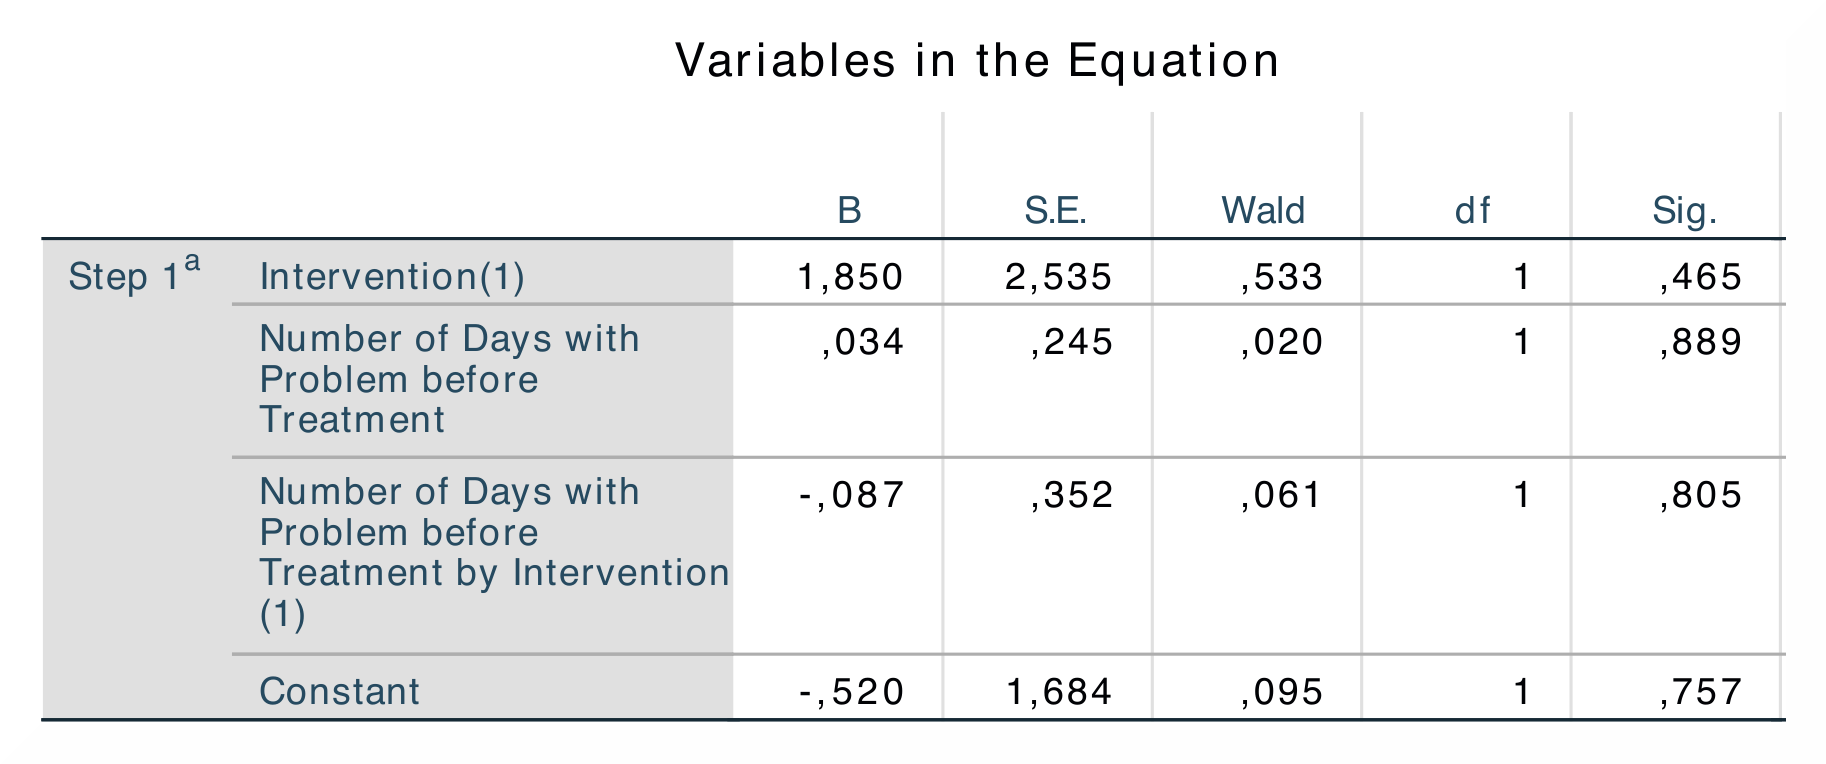 Variables in the Equation
B S.E. Wald df Sig.
Step 1a Intervention(1) 1,850 2,535 ,533 1 ,465
Number of Days with ,034 ,245 ,020 1 ,889
Problem before
Treatment
Number of Days with -,087 ,352 ,061 1 ,805
Problem before
Treatment by Intervention
(1)
Constant -,520 1,684 ,095 1 ,757